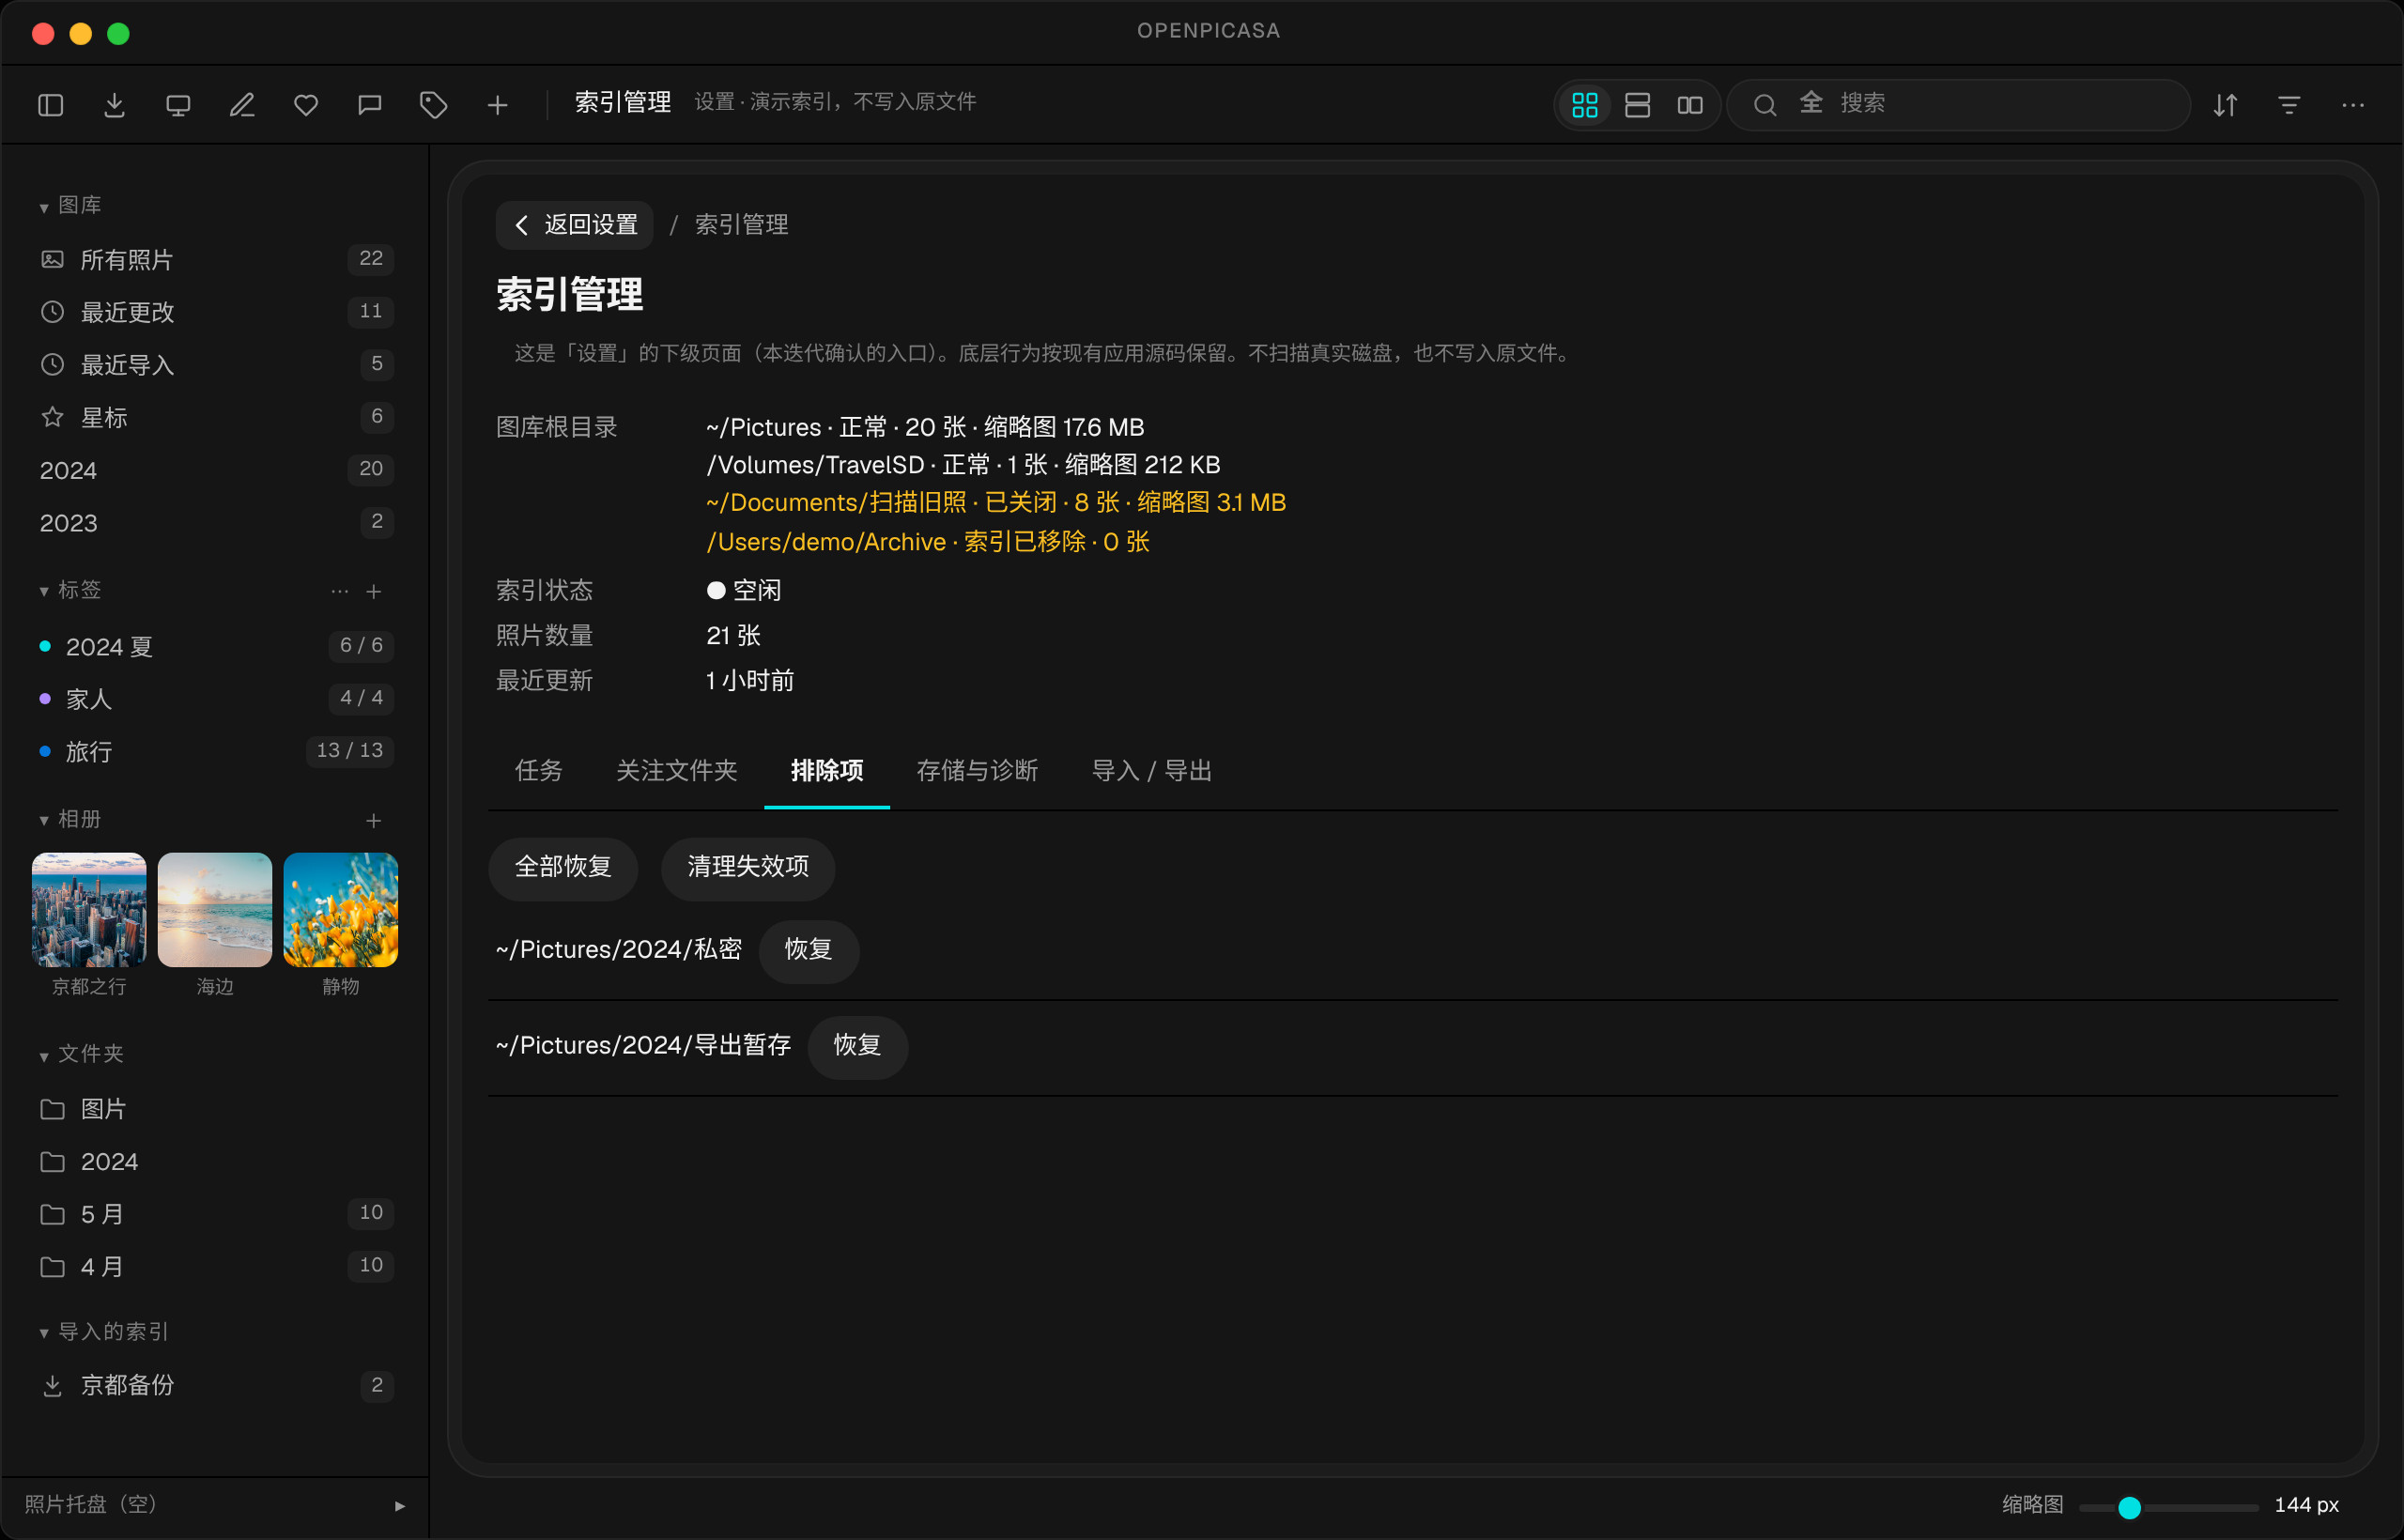 OPENPICASA
索引管理 设置 · 演示索引，不写入原文件
全 搜索
图库
所有照片 22
最近更改 11
最近导入 5
星标 6
2024 20
2023 2
标签
2024 夏 6 / 6
家人 4 / 4
旅行 13 / 13
相册
京都之行 海边 静物
文件夹
图片
2024
5 月 10
4 月 10
导入的索引
京都备份 2
照片托盘（空）
返回设置 / 索引管理
索引管理
这是「设置」的下级页面（本迭代确认的入口）。底层行为按现有应用源码保留。不扫描真实磁盘，也不写入原文件。
图库根目录 ~/Pictures · 正常 · 20 张 · 缩略图 17.6 MB
/Volumes/TravelSD · 正常 · 1 张 · 缩略图 212 KB
~/Documents/扫描旧照 · 已关闭 · 8 张 · 缩略图 3.1 MB
/Users/demo/Archive · 索引已移除 · 0 张
索引状态 空闲
照片数量 21 张
最近更新 1 小时前
任务 关注文件夹 排除项 存储与诊断 导入 / 导出
全部恢复 清理失效项
~/Pictures/2024/私密 恢复
~/Pictures/2024/导出暂存 恢复
缩略图 144 px